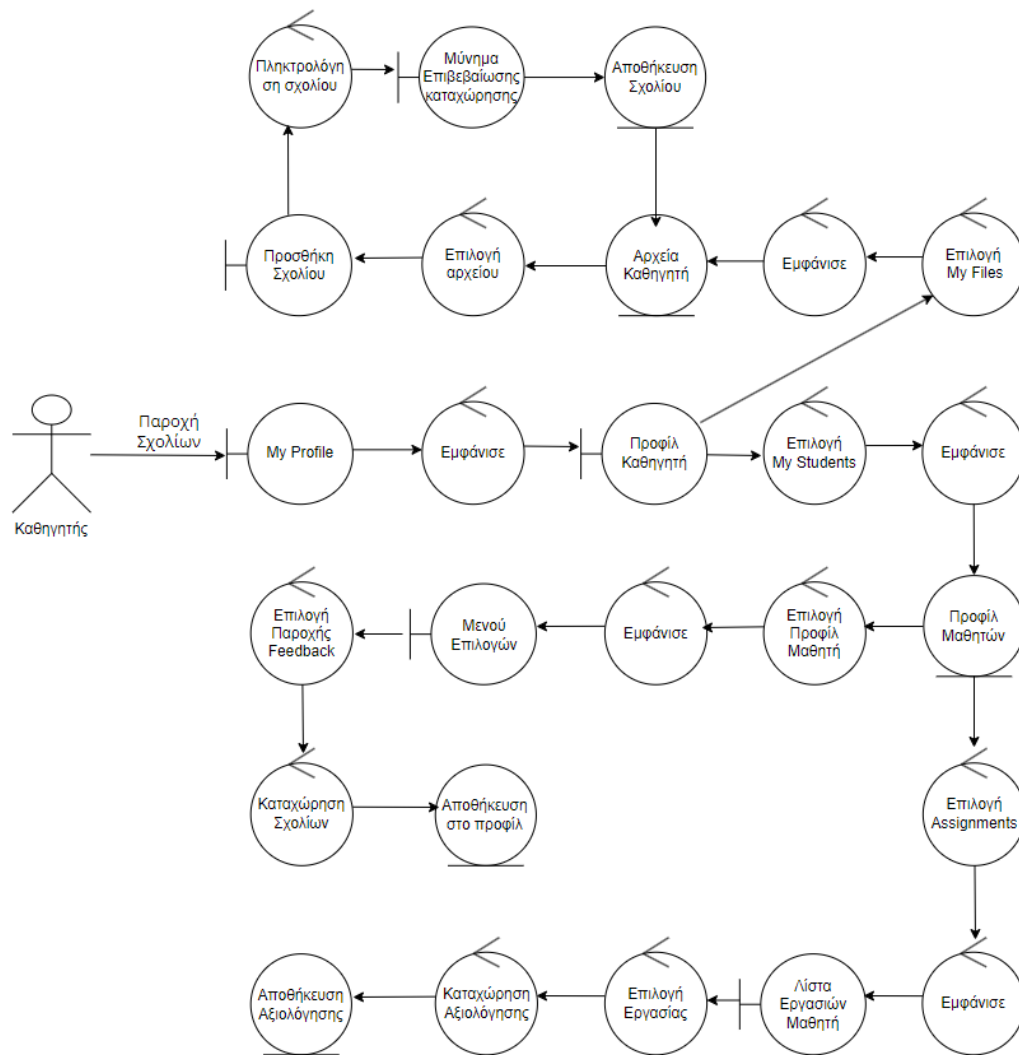 Πληκτρολόγη
ση σχολίου
Μύνημα
Επιβεβαίωσης
καταχώρησης
Αποθήκευση
Σχολίου
Προσθήκη
Σχολίου
Επιλογή
αρχείου
Αρχεία
Καθηγητή
Εμφάνισε
Επιλογή
My Files
Παροχή
Σχολίων
Καθηγητής
My Profile
Εμφάνισε
Προφίλ
Καθηγητή
Επιλογή
My Students
Εμφάνισε
Επιλογή
Παροχής
Feedback
Μενού
Επιλογών
Εμφάνισε
Επιλογή
Προφίλ
Μαθητή
Προφίλ
Μαθητών
Καταχώρηση
Σχολίων
Αποθήκευση
στο προφίλ
Επιλογή
Assignments
Αποθήκευση
Αξιολόγησης
Καταχώρηση
Αξιολόγησης
Επιλογή
Εργασίας
Λίστα
Εργασιών
Μαθητή
Εμφάνισε